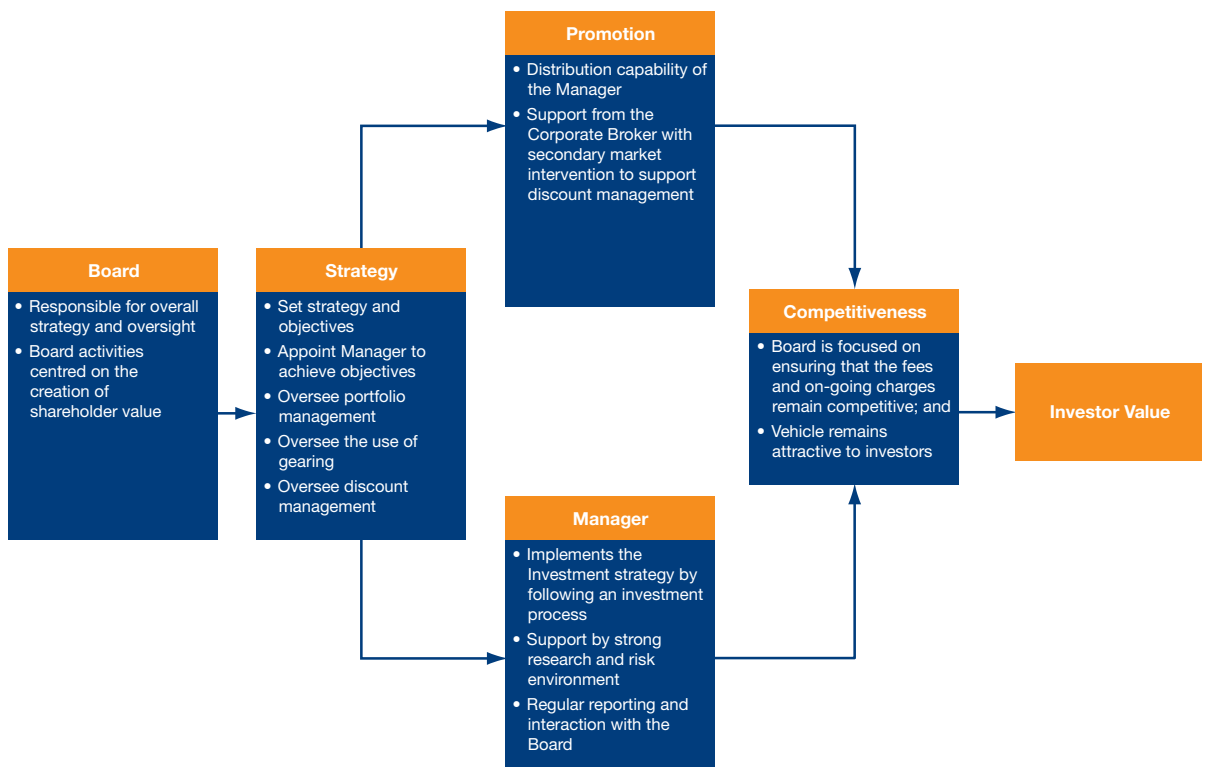 Board
• Responsible for overall
strategy and oversight
• Board activities
centred on the
creation of
shareholder value
Strategy
• Set strategy and
objectives
• Appoint Manager to
achieve objectives
• Oversee portfolio
management
• Oversee the use of
gearing
• Oversee discount
management
Promotion
• Distribution capability of
the Manager
• Support from the
Corporate Broker with
secondary market
intervention to support
discount management
Manager
• Implements the
Investment strategy by
following an investment
process
• Support by strong
research and risk
environment
• Regular reporting and
interaction with the
Board
Competitiveness
• Board is focused on
ensuring that the fees
and on-going charges
remain competitive; and
• Vehicle remains
attractive to investors
Investor Value